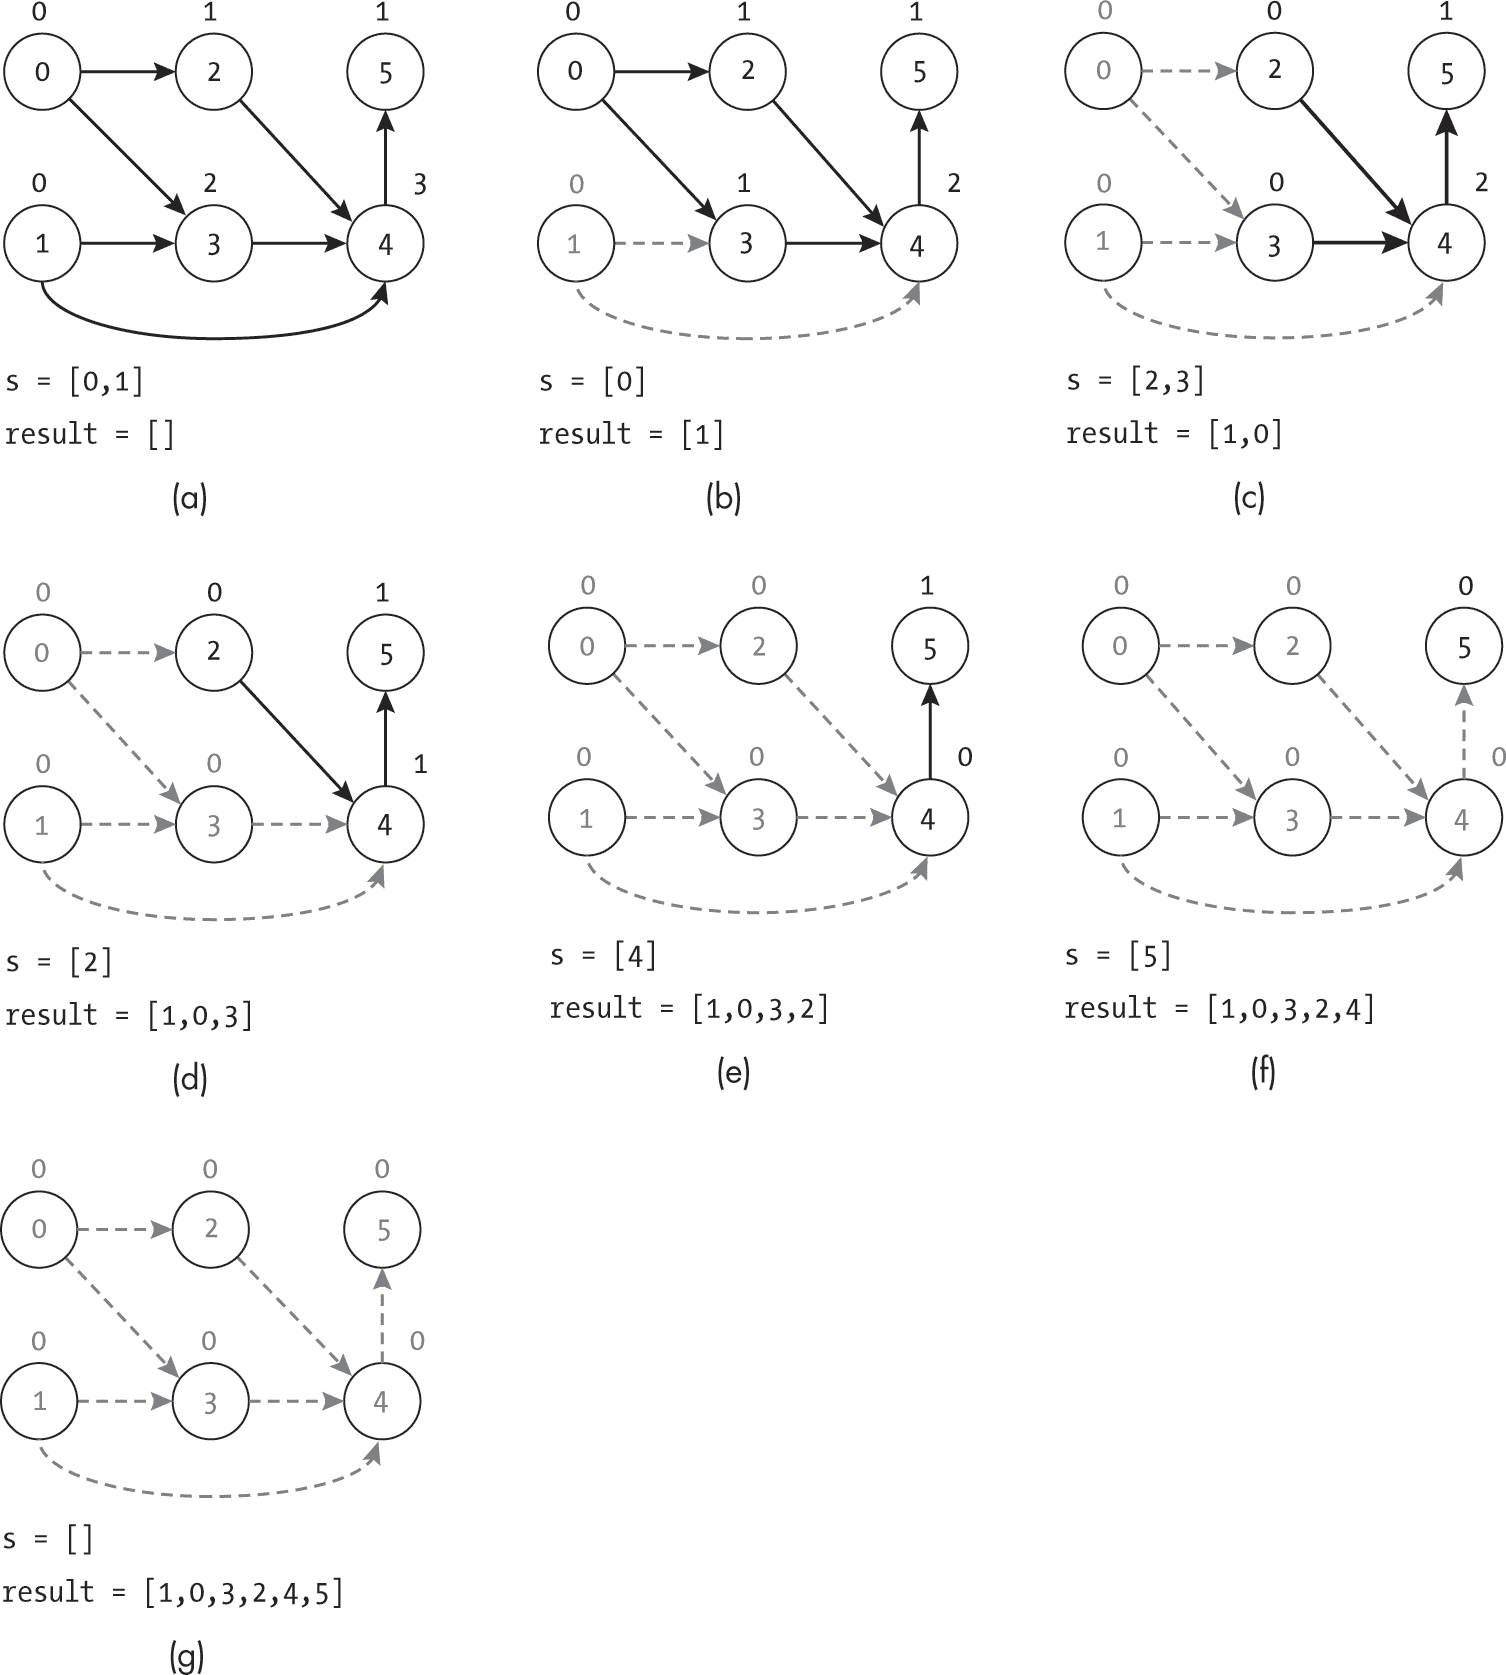 0 1 1
0 2 5
0 2 3
1 3 4
s = [0,1]
result = []
(a)
0 1 1
0 2 5
0 1 2
1 3 4
s = [0]
result = [1]
(b)
0 0 1
0 2 5
0 0 2
1 3 4
s = [2,3]
result = [1,0]
(c)
0 0 1
0 2 5
0 0 1
1 3 4
s = [2]
result = [1,0,3]
(d)
0 0 1
0 2 5
0 0 0
1 3 4
s = [4]
result = [1,0,3,2]
(e)
0 0 0
0 2 5
0 0 0
1 3 4
s = [5]
result = [1,0,3,2,4]
(f)
0 0 0
0 2 5
0 0 0
1 3 4
s = []
result = [1,0,3,2,4,5]
(g)